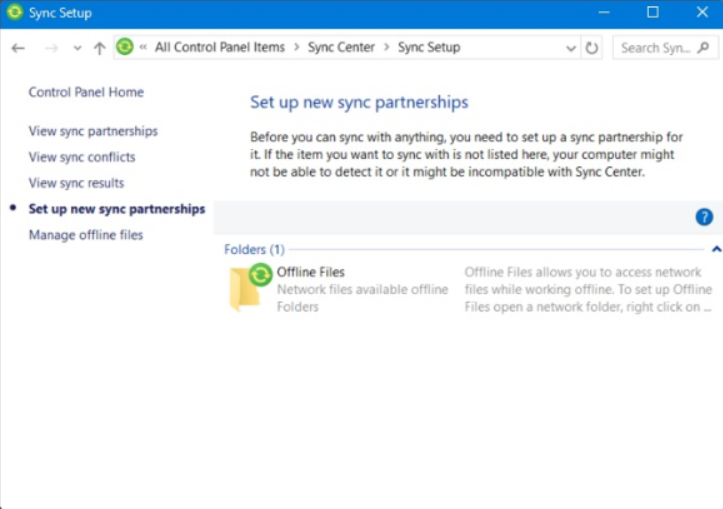 Sync Setup
« All Control Panel Items > Sync Center > Sync Setup
Search Syn...
Control Panel Home
View sync partnerships
View sync conflicts
View sync results
• Set up new sync partnerships
Manage offline files
Set up new sync partnerships
Before you can sync with anything, you need to set up a sync partnership for
it. If the item you want to sync with is not listed here, your computer might
not be able to detect it or it might be incompatible with Sync Center.
?
Folders (1)
Offline Files
Network files available offline
Folders
Offline Files allows you to access network
files while working offline. To set up Offline
Files open a network folder, right click on ...